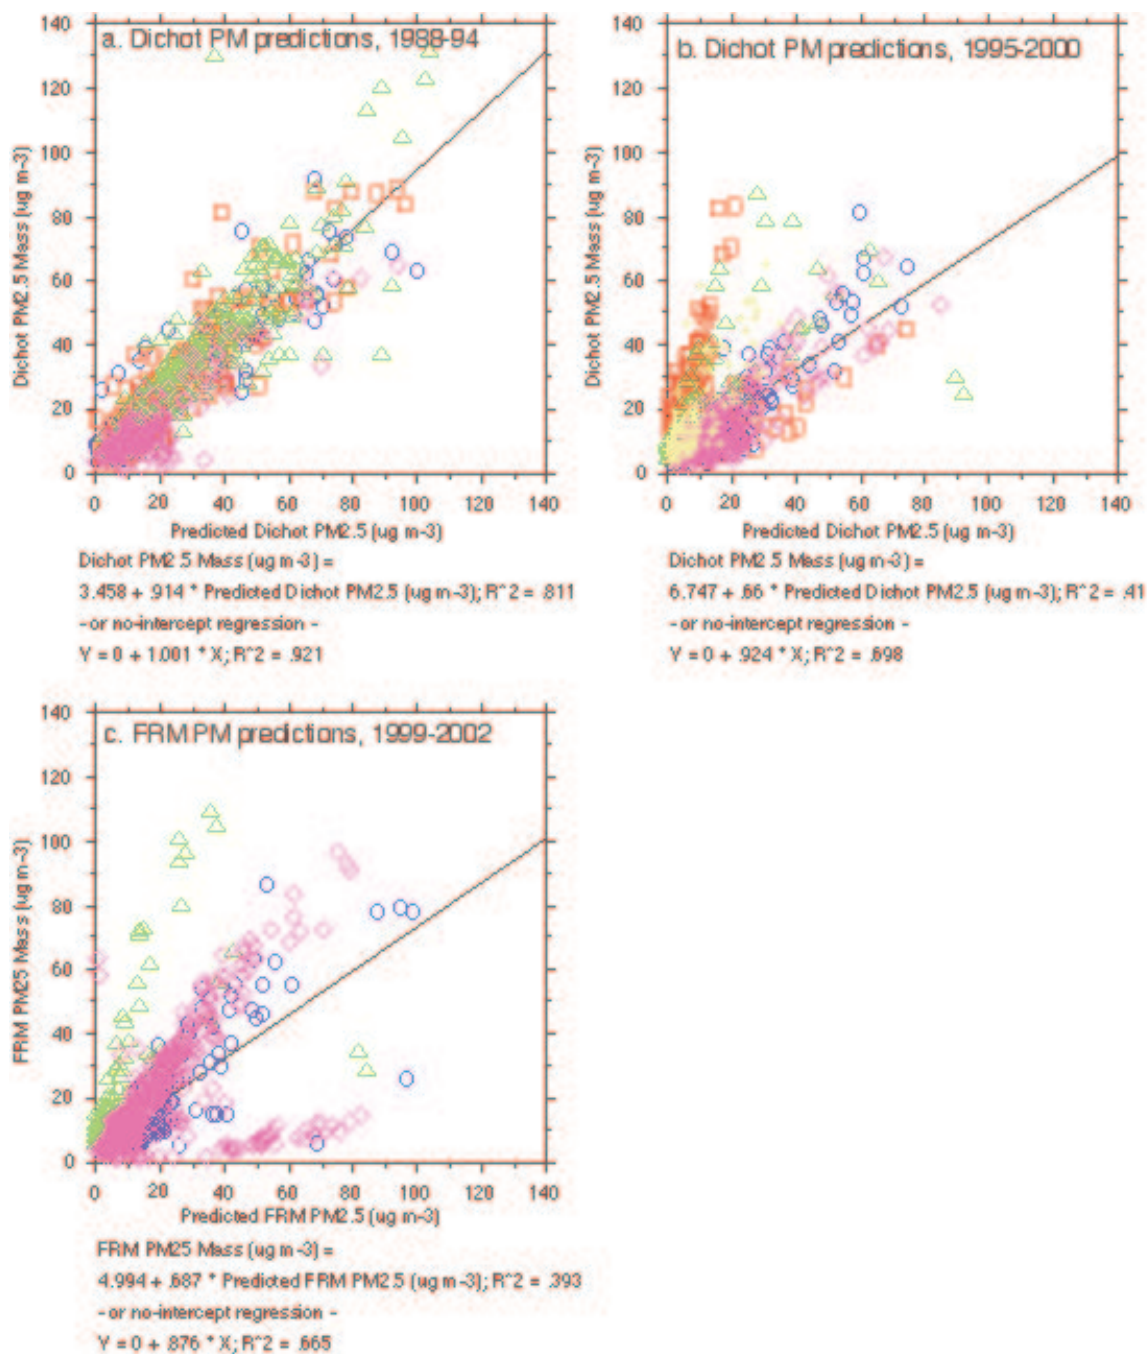 a. Dichot PM predictions, 1988-94
140
120
100
80
60
40
20
0
Dichot PM2.5 Mass (ug m-3)
0 20 40 60 80 100 120 140
Predicted Dichot PM2.5 (ug m-3)
Dichot PM2.5 Mass (ug m-3) =
3.458 + .914 * Predicted Dichot PM2.5 (ug m-3); R^2 = .811
- or no-intercept regression -
Y = 0 + 1.001 * X; R^2 = .921
b. Dichot PM predictions, 1995-2000
140
120
100
80
60
40
20
0
Dichot PM2.5 Mass (ug m-3)
0 20 40 60 80 100 120 140
Predicted Dichot PM2.5 (ug m-3)
Dichot PM2.5 Mass (ug m-3) =
6.747 + .66 * Predicted Dichot PM2.5 (ug m-3); R^2 = .41
- or no-intercept regression -
Y = 0 + .924 * X; R^2 = .698
c. FRM PM predictions, 1999-2002
140
120
100
80
60
40
20
0
FRM PM25 Mass (ug m-3)
0 20 40 60 80 100 120 140
Predicted FRM PM2.5 (ug m-3)
FRM PM25 Mass (ug m-3) =
4.994 + .687 * Predicted FRM PM2.5 (ug m-3); R^2 = .393
- or no-intercept regression -
Y = 0 + .876 * X; R^2 = .665